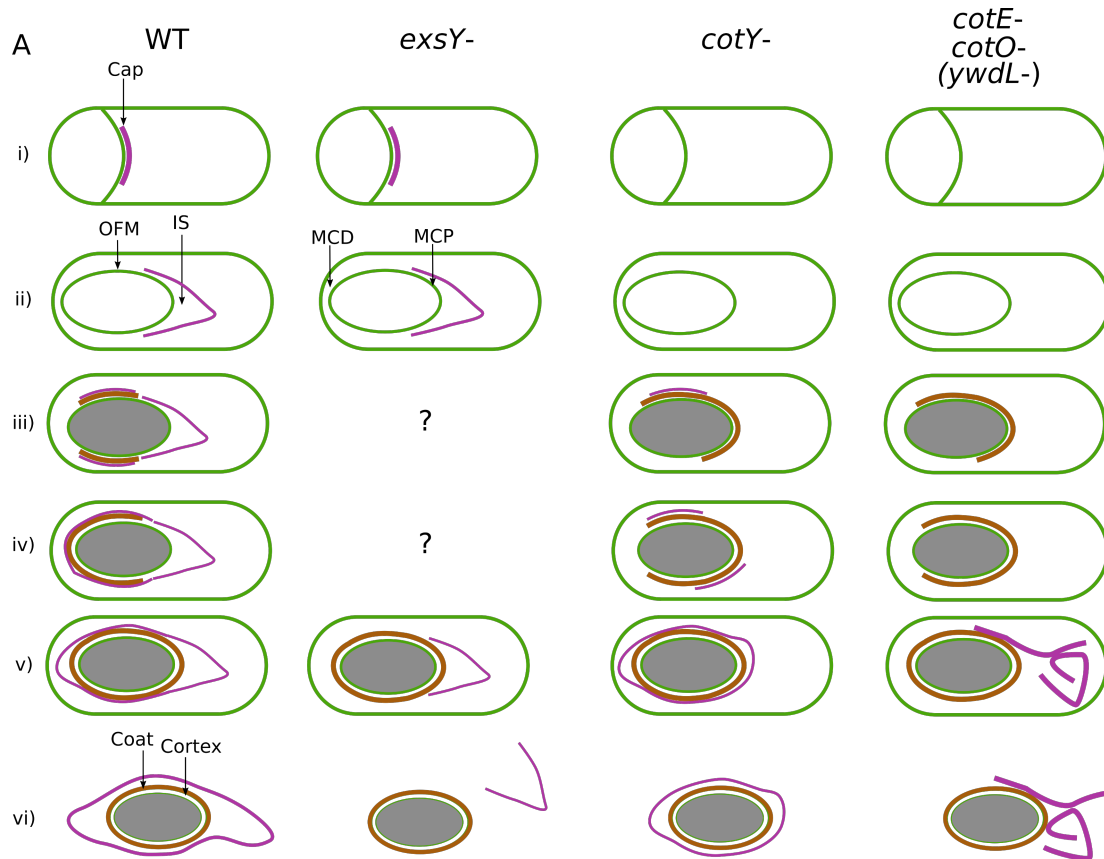 A
WT
exsY-
cotY-
cotE-
cotO-
(ywdL-)
Cap
i)
OFM
IS
MCD
MCP
ii)
iii)
?
iv)
?
v)
Coat
Cortex
vi)